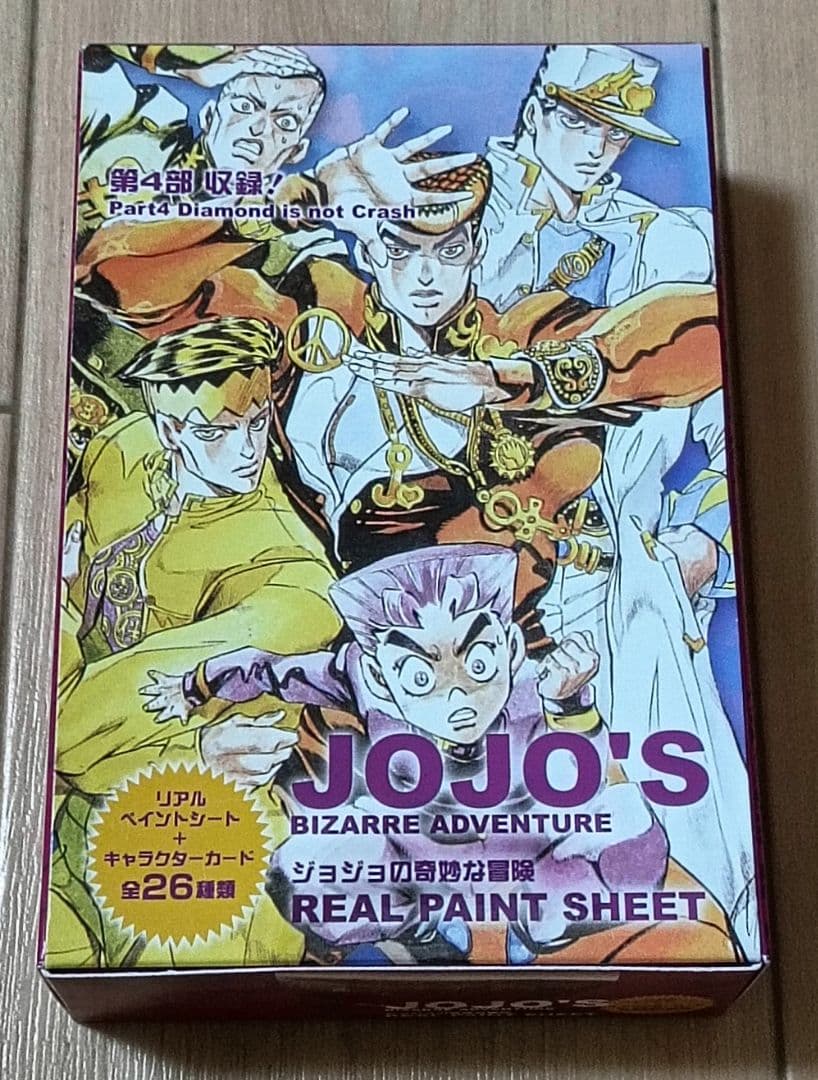 第4部 収録!
Part4 Diamond is not Crash
JOJO'S
BIZARRE ADVENTURE
ジョジョの奇妙な冒険
REAL PAINT SHEET
リアル
ペイントシート
+
キャラクターカード
全26種類
JOJO'S